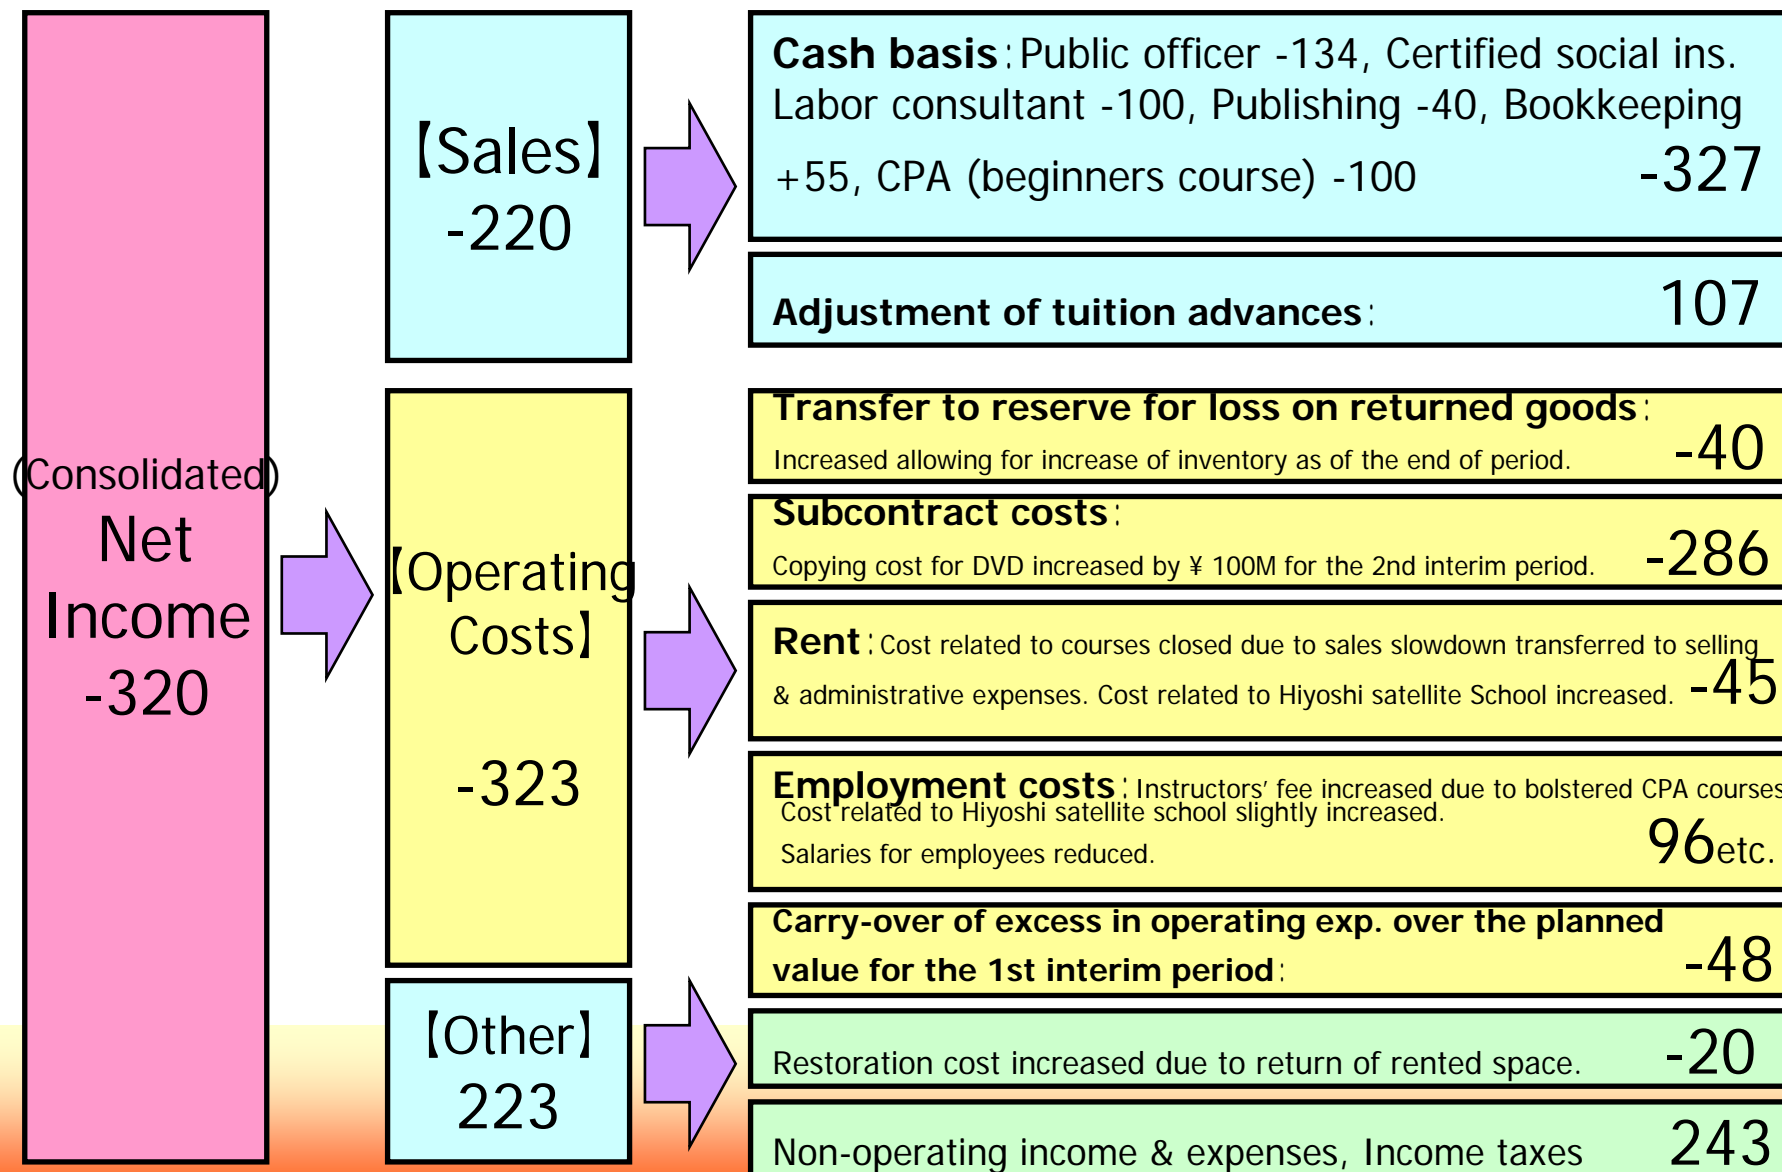 (Consolidated)
Net
Income
-320
【Sales】
-220
【Operating
Costs】
-323
【Other】
223
Cash basis：Public officer -134, Certified social ins.
Labor consultant -100, Publishing -40, Bookkeeping
+55, CPA (beginners course) -100 -327
Adjustment of tuition advances： 107
Transfer to reserve for loss on returned goods：
Increased allowing for increase of inventory as of the end of period. -40
Subcontract costs：
Copying cost for DVD increased by ¥ 100M for the 2nd interim period. -286
Rent：Cost related to courses closed due to sales slowdown transferred to selling
& administrative expenses. Cost related to Hiyoshi satellite School increased. -45
Employment costs：Instructors' fee increased due to bolstered CPA courses
Cost related to Hiyoshi satellite school slightly increased.
Salaries for employees reduced. 96etc.
Carry-over of excess in operating exp. over the planned
value for the 1st interim period： -48
Restoration cost increased due to return of rented space. -20
Non-operating income & expenses, Income taxes 243